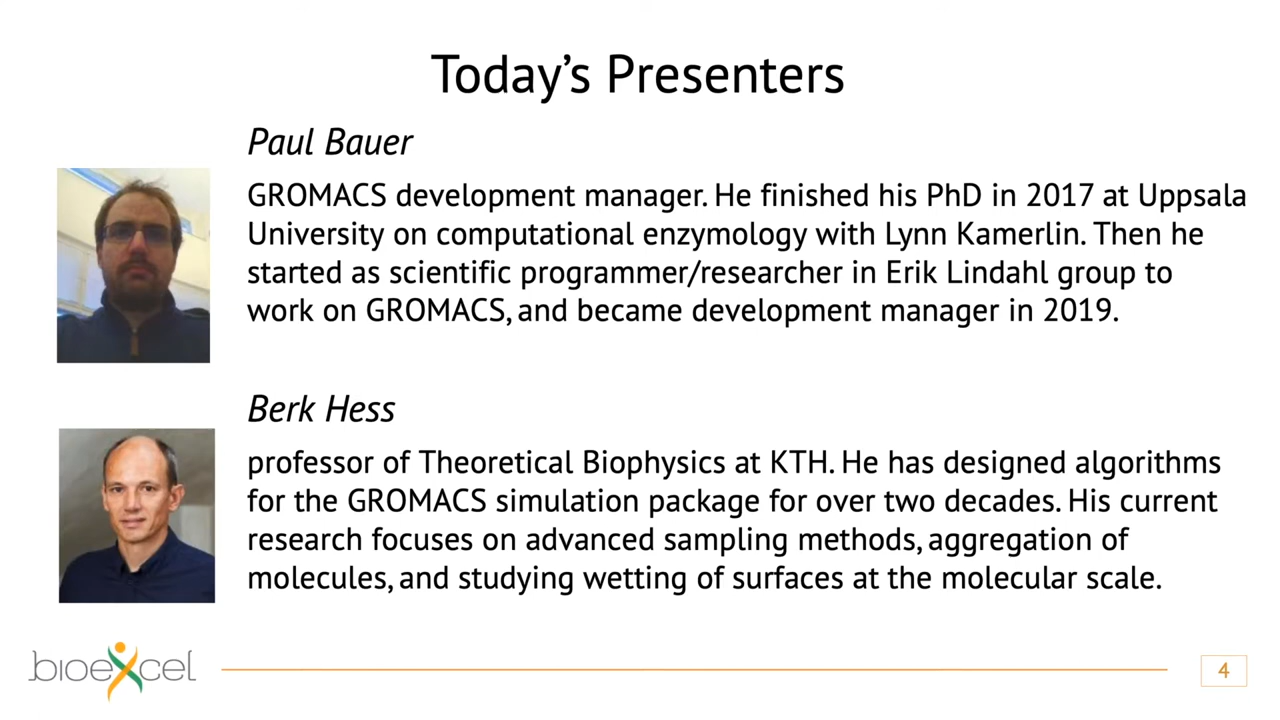 Today’s Presenters
Paul Bauer
GROMACS development manager. He finished his PhD in 2017 at Uppsala
University on computational enzymology with Lynn Kamerlin. Then he
started as scientific programmer/researcher in Erik Lindahl group to
work on GROMACS, and became development manager in 2019.
Berk Hess
professor of Theoretical Biophysics at KTH. He has designed algorithms
for the GROMACS simulation package for over two decades. His current
research focuses on advanced sampling methods, aggregation of
molecules, and studying wetting of surfaces at the molecular scale.
bioexcel
4